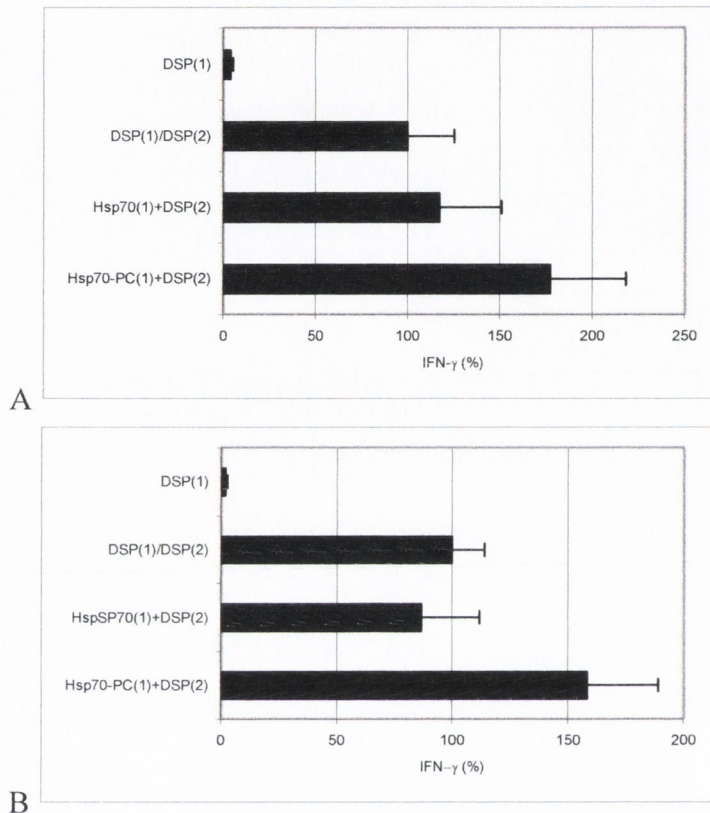 DSP(1)
DSP(1)/DSP(2)
Hsp70(1)+DSP(2)
Hsp70-PC(1)+DSP(2)
0 50 100 150 200 250
IFN-γ (%)
A
DSP(1)
DSP(1)/DSP(2)
HspSP70(1)+DSP(2)
Hsp70-PC(1)+DSP(2)
0 50 100 150 200
IFN-γ (%)
B